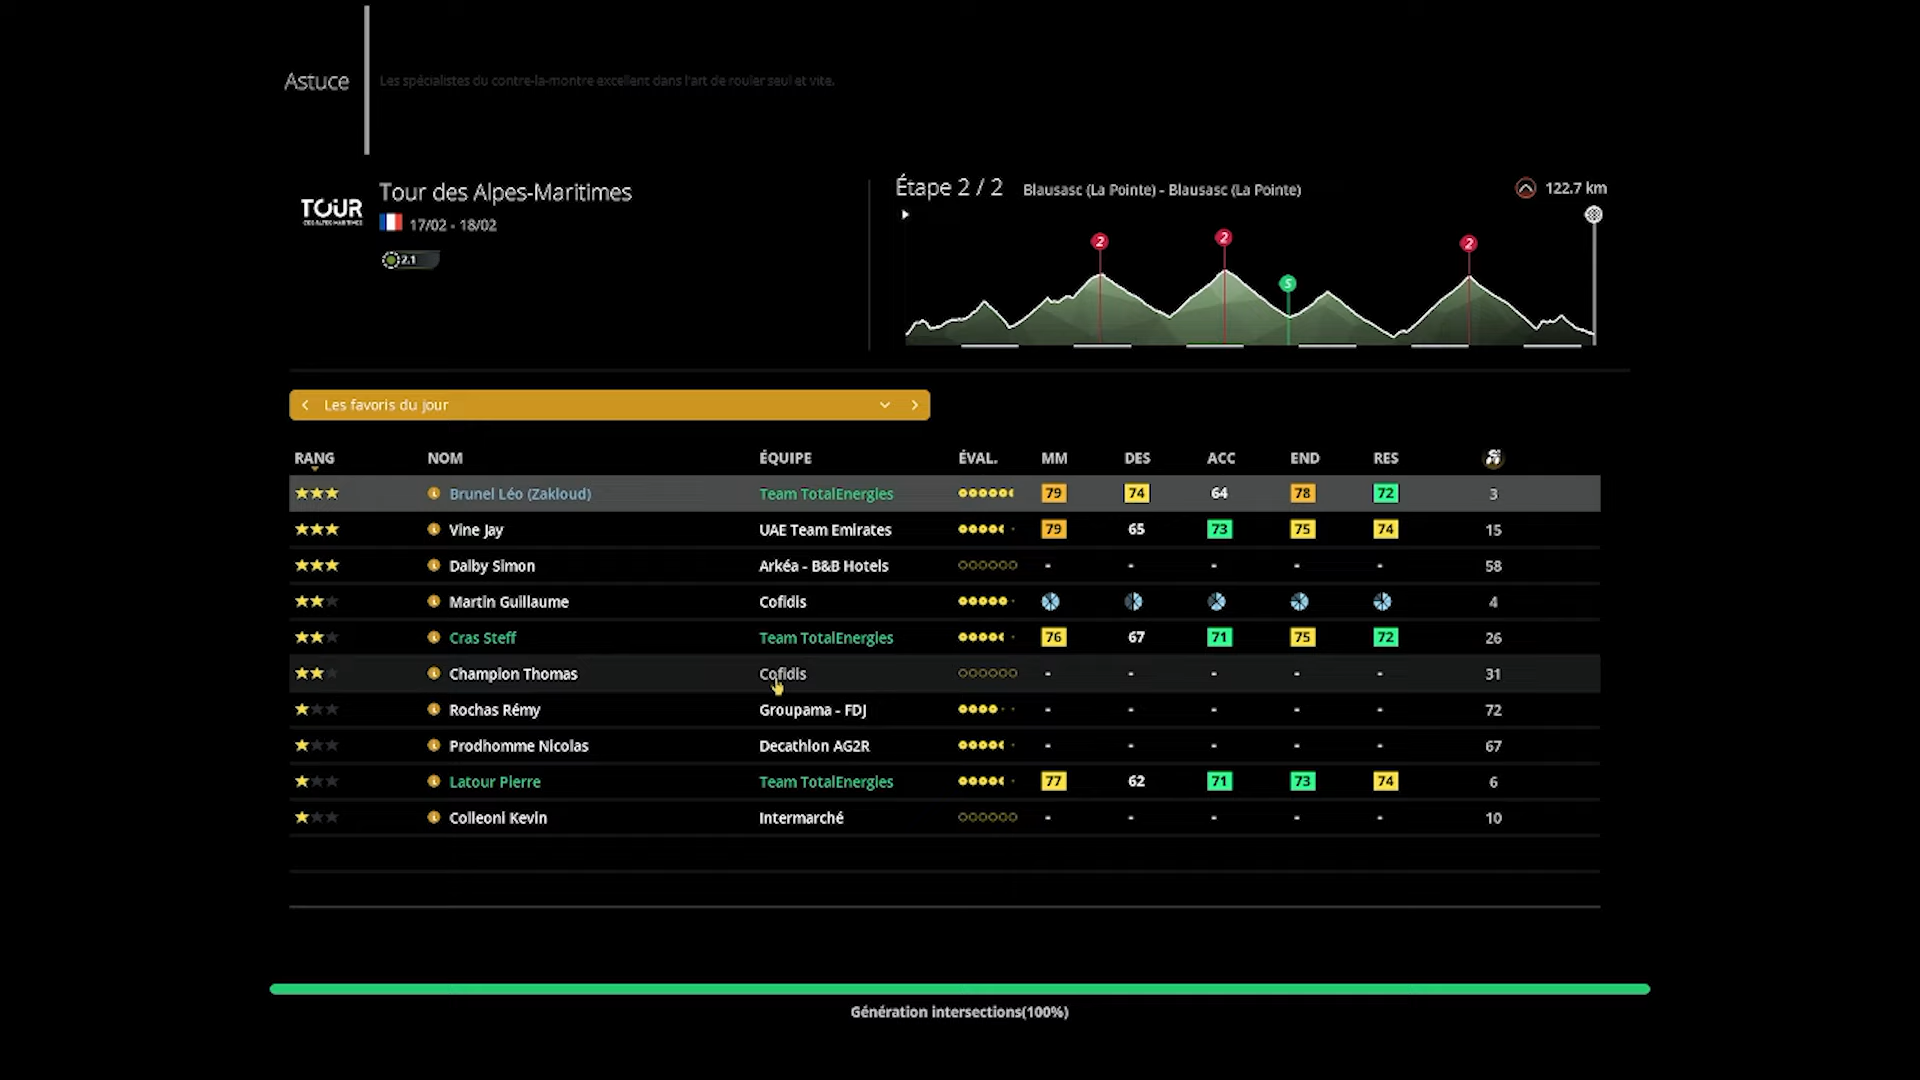 Astuce
Les spécialistes du contre-la-montre excellent dans l'art de rouler seul et vite.
TOUR
DES ALPES-MARITIMES
Tour des Alpes-Maritimes
17/02 - 18/02
2.1
Étape 2 / 2 Blausasc (La Pointe) - Blausasc (La Pointe) 122.7 km
2 2 S 2
Les favoris du jour
RANG NOM ÉQUIPE ÉVAL. MM DES ACC END RES
Brunel Léo (Zakloud) Team TotalEnergies 79 74 64 78 72 3
Vine Jay UAE Team Emirates 79 65 73 75 74 15
Dalby Simon Arkéa - B&B Hotels - - - - - 58
Martin Guillaume Cofidis 4
Cras Steff Team TotalEnergies 76 67 71 75 72 26
Champion Thomas Cofidis - - - - - 31
Rochas Rémy Groupama - FDJ - - - - - 72
Prodhomme Nicolas Decathlon AG2R - - - - - 67
Latour Pierre Team TotalEnergies 77 62 71 73 74 6
Colleoni Kevin Intermarché - - - - - 10
Génération intersections(100%)